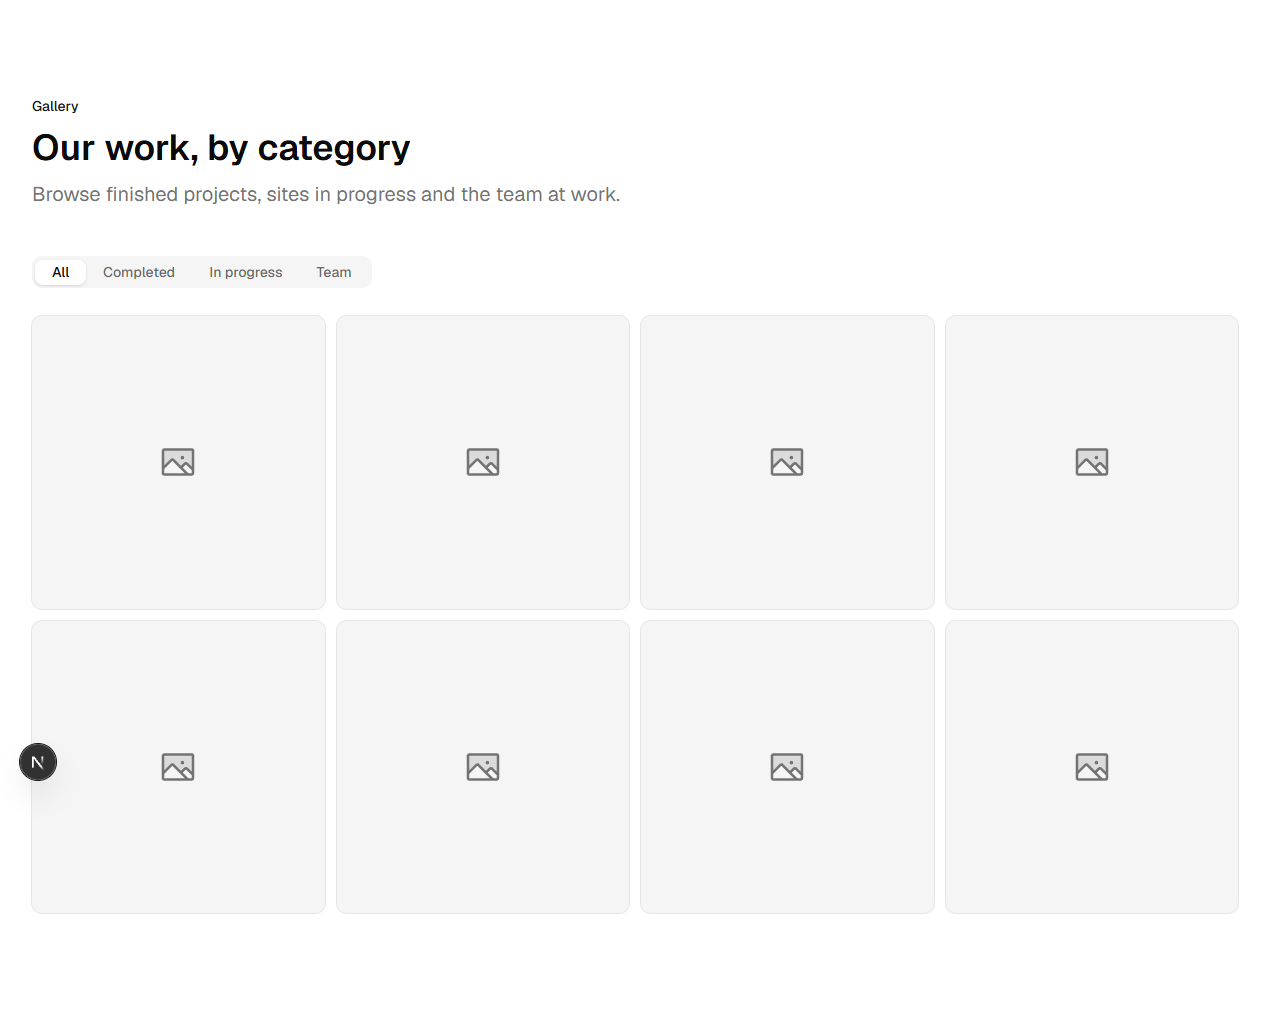 Gallery
Our work, by category
Browse finished projects, sites in progress and the team at work.
All Completed In progress Team
N